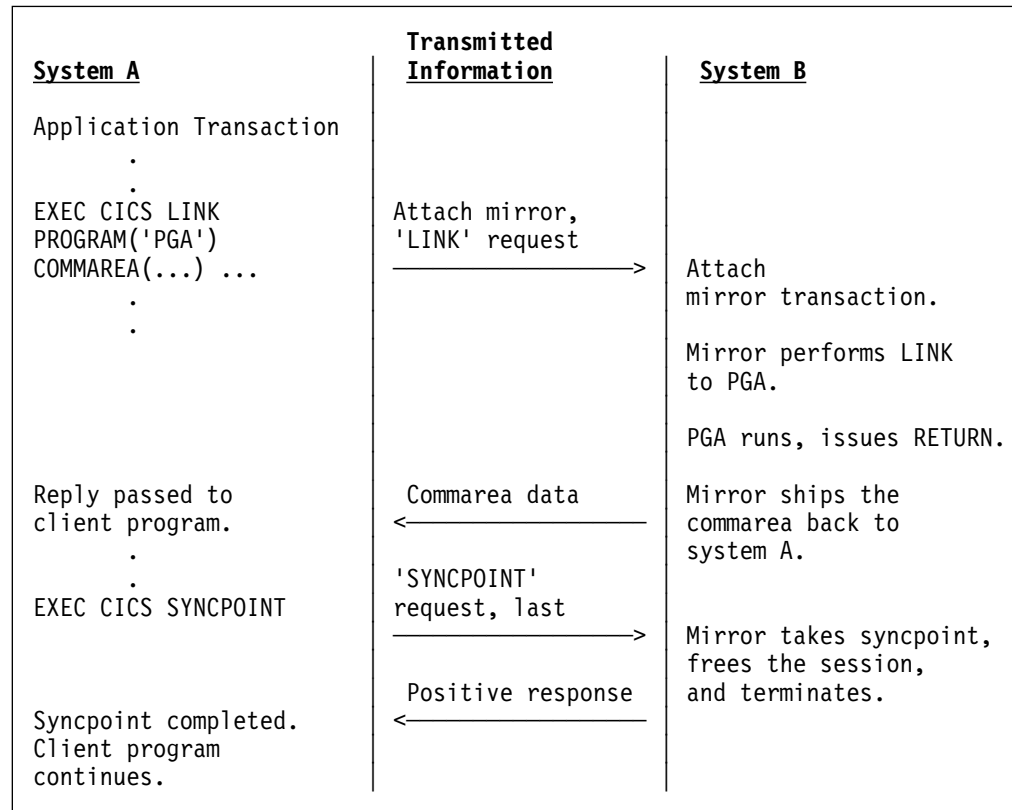 Transmitted
System A Information System B
Application Transaction
.
.
EXEC CICS LINK Attach mirror,
PROGRAM('PGA') 'LINK' request
COMMAREA(...) ... ————————————————> Attach
. mirror transaction.
.
Mirror performs LINK
to PGA.
PGA runs, issues RETURN.
Reply passed to Commarea data Mirror ships the
client program. <———————————————— commarea back to
. system A.
. 'SYNCPOINT'
EXEC CICS SYNCPOINT request, last
————————————————> Mirror takes syncpoint,
frees the session,
Positive response and terminates.
Syncpoint completed. <————————————————
Client program
continues.